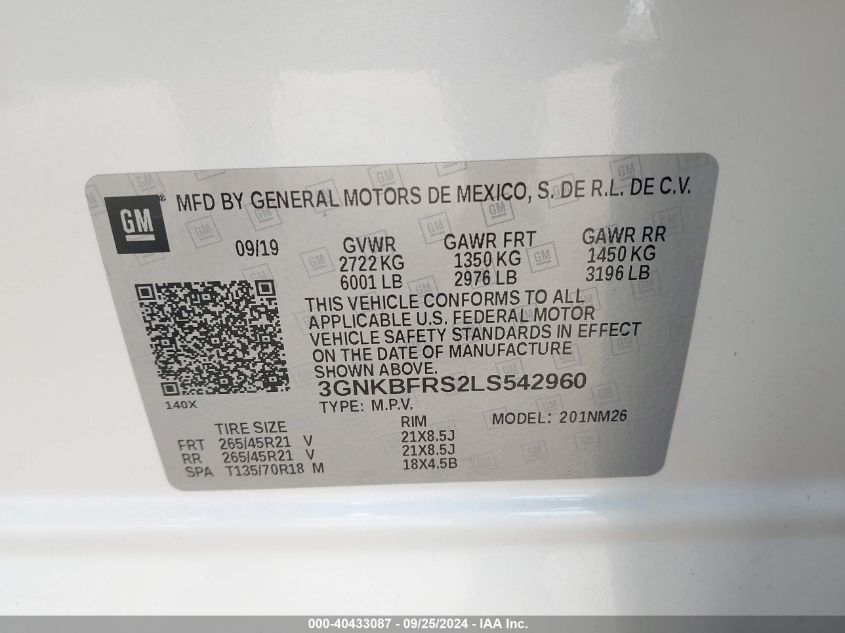 GM ® MFD BY GENERAL MOTORS DE MEXICO, S. DE R.L. DE C.V.
09/19 GVWR GAWR FRT GAWR RR
2722 KG 1350 KG 1450 KG
6001 LB 2976 LB 3196 LB
THIS VEHICLE CONFORMS TO ALL
APPLICABLE U.S. FEDERAL MOTOR
VEHICLE SAFETY STANDARDS IN EFFECT
ON THE DATE OF MANUFACTURE
SHOWN ABOVE.
3GNKBFRS2LS542960
140X TYPE: M.P.V. MODEL: 201NM26
TIRE SIZE RIM
FRT 265/45R21 V 21X8.5J
RR 265/45R21 V 21X8.5J
SPA T135/70R18 M 18X4.5B
000-40433087 - 09/25/2024 - IAA Inc.